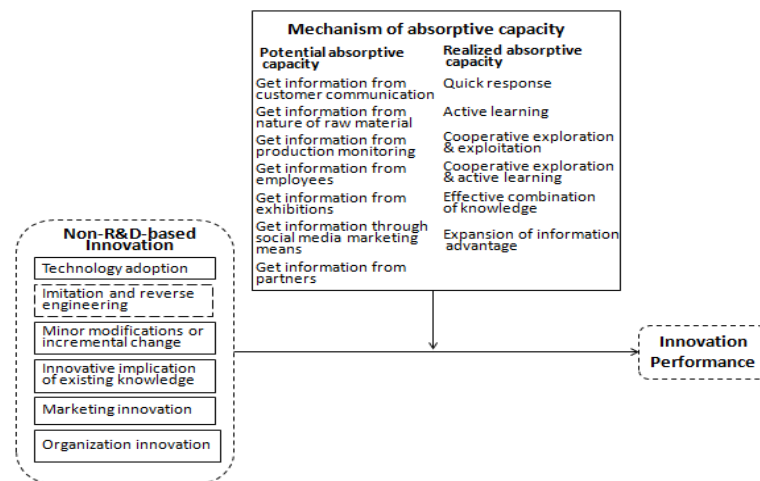 Mechanism of absorptive capacity
Potential absorptive
capacity
Get information from
customer communication
Get information from
nature of raw material
Get information from
production monitoring
Get information from
employees
Get information from
exhibitions
Get information through
social media marketing
means
Get information from
partners
Realized absorptive
capacity
Quick response
Active learning
Cooperative exploration
& exploitation
Cooperative exploration
& active learning
Effective combination
of knowledge
Expansion of information
advantage
Non-R&D-based
Innovation
Technology adoption
Imitation and reverse
engineering
Minor modifications or
incremental change
Innovative implication
of existing knowledge
Marketing innovation
Organization innovation
Innovation
Performance